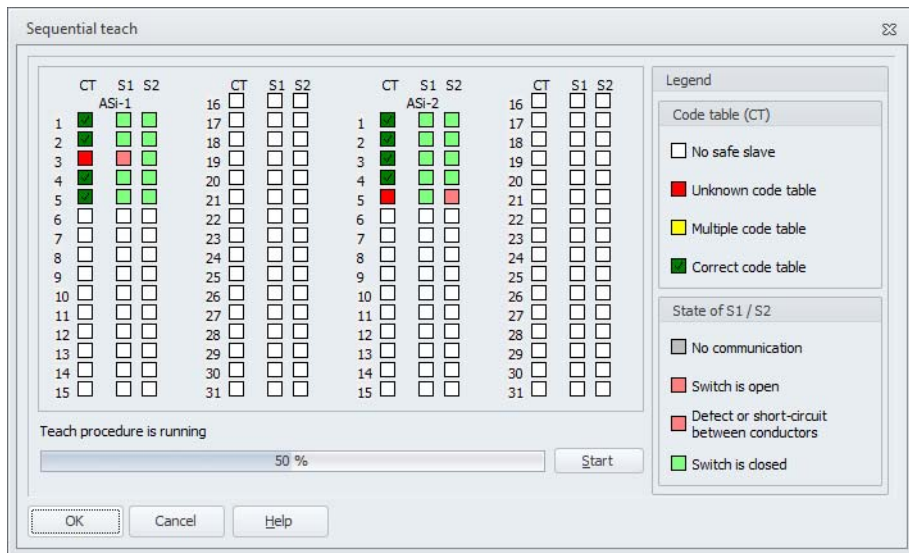 Sequential teach
CT S1 S2 CT S1 S2 CT S1 S2 CT S1 S2
ASi-1 16 ASi-2 16
1 17 1 17
2 18 2 18
3 19 3 19
4 20 4 20
5 21 5 21
6 22 6 22
7 23 7 23
8 24 8 24
9 25 9 25
10 26 10 26
11 27 11 27
12 28 12 28
13 29 13 29
14 30 14 30
15 31 15 31
Teach procedure is running
50 %
Start
Legend
Code table (CT)
No safe slave
Unknown code table
Multiple code table
Correct code table
State of S1 / S2
No communication
Switch is open
Defect or short-circuit
between conductors
Switch is closed
OK Cancel Help